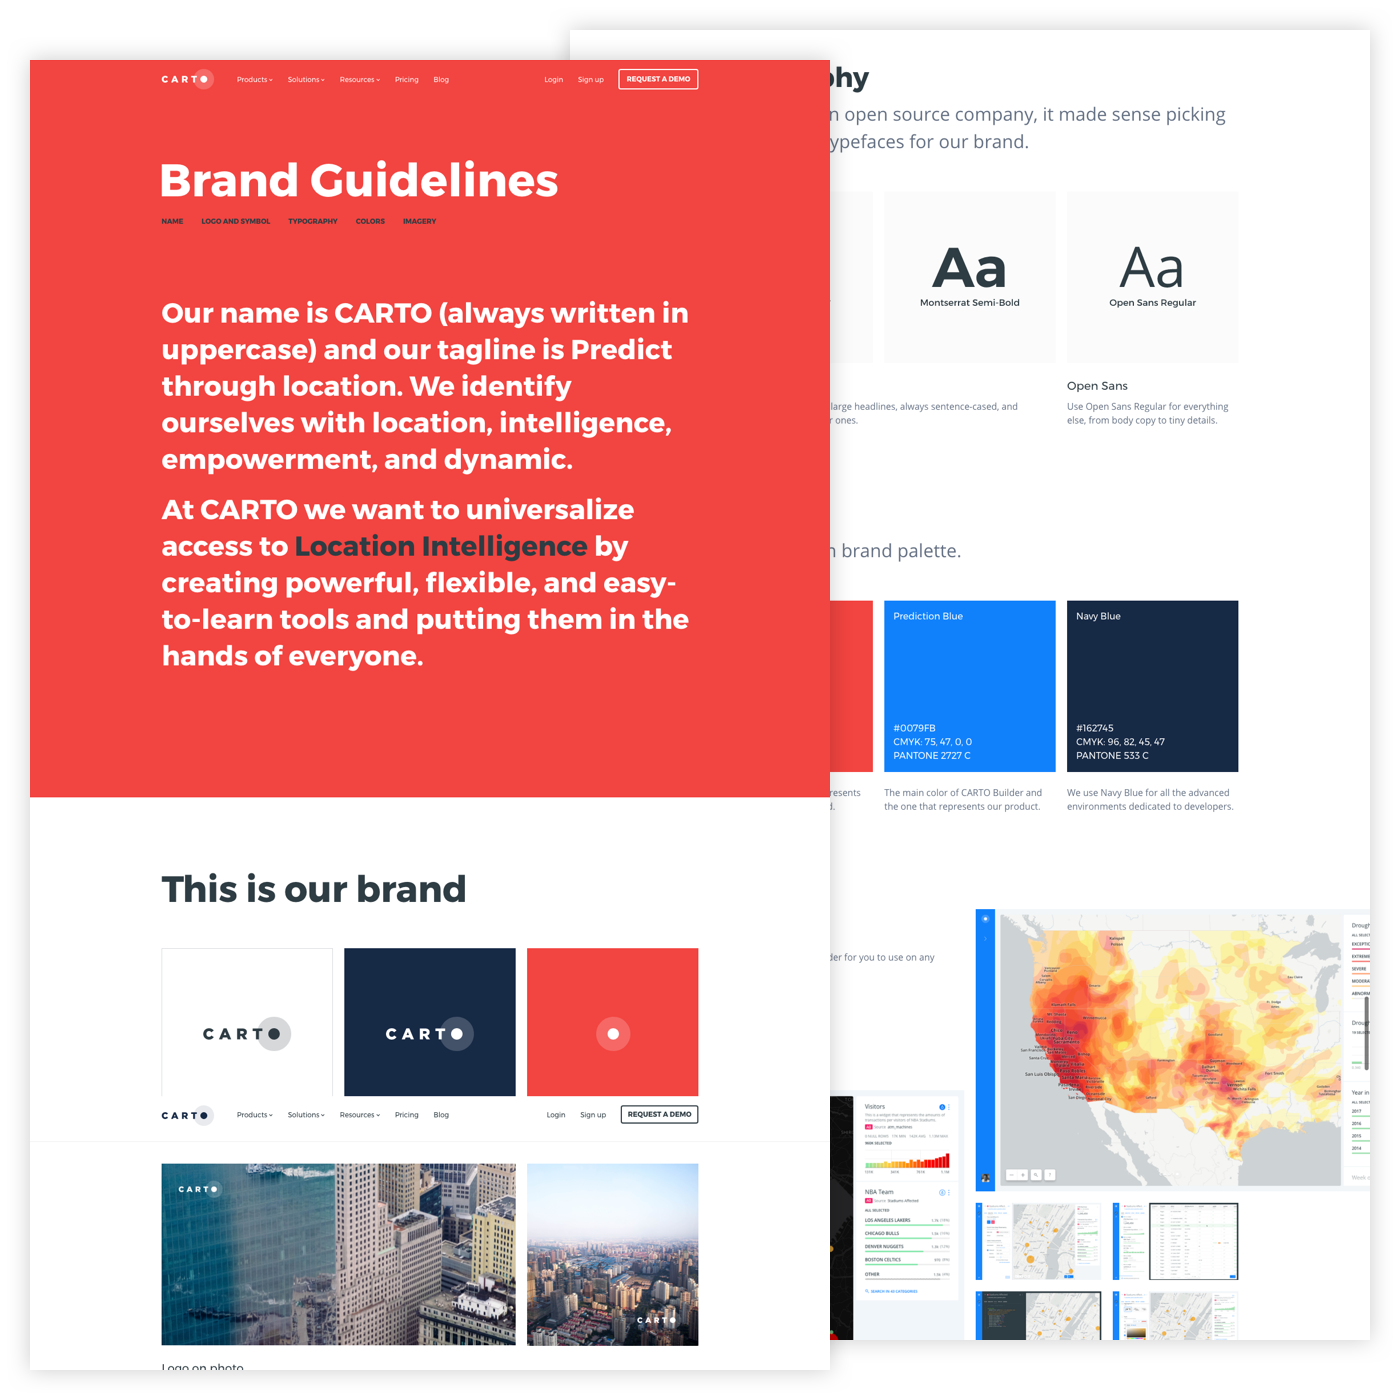 CARTO
Products
Solutions
Resources
Pricing
Blog
Login
Sign up
REQUEST A DEMO
Brand Guidelines
NAME
LOGO AND SYMBOL
TYPOGRAPHY
COLORS
IMAGERY
Our name is CARTO (always written in
uppercase) and our tagline is Predict
through location. We identify
ourselves with location, intelligence,
empowerment, and dynamic.
At CARTO we want to universalize
access to Location Intelligence by
creating powerful, flexible, and easy-
to-learn tools and putting them in the
hands of everyone.
This is our brand
CARTO
CARTO
CARTO
Products
Solutions
Resources
Pricing
Blog
Login
Sign up
REQUEST A DEMO
CARTO
CARTO
Logo on photo
hy
n open source company, it made sense picking
ypefaces for our brand.
Aa
Montserrat Semi-Bold
Aa
Open Sans Regular
large headlines, always sentence-cased, and
r ones.
Open Sans
Use Open Sans Regular for everything
else, from body copy to tiny details.
brand palette.
Prediction Blue
#0079FB
CMYK: 75, 47, 0, 0
PANTONE 2727 C
Navy Blue
#162745
CMYK: 96, 82, 45, 47
PANTONE 533 C
resents
d.
The main color of CARTO Builder and
the one that represents our product.
We use Navy Blue for all the advanced
environments dedicated to developers.
der for you to use on any
Visitors
NBA Team
ALL SELECTED
LOS ANGELES LAKERS
CHICAGO BULLS
DENVER NUGGETS
BOSTON CELTICS
OTHER
Year in
2017
2016
2015
2014